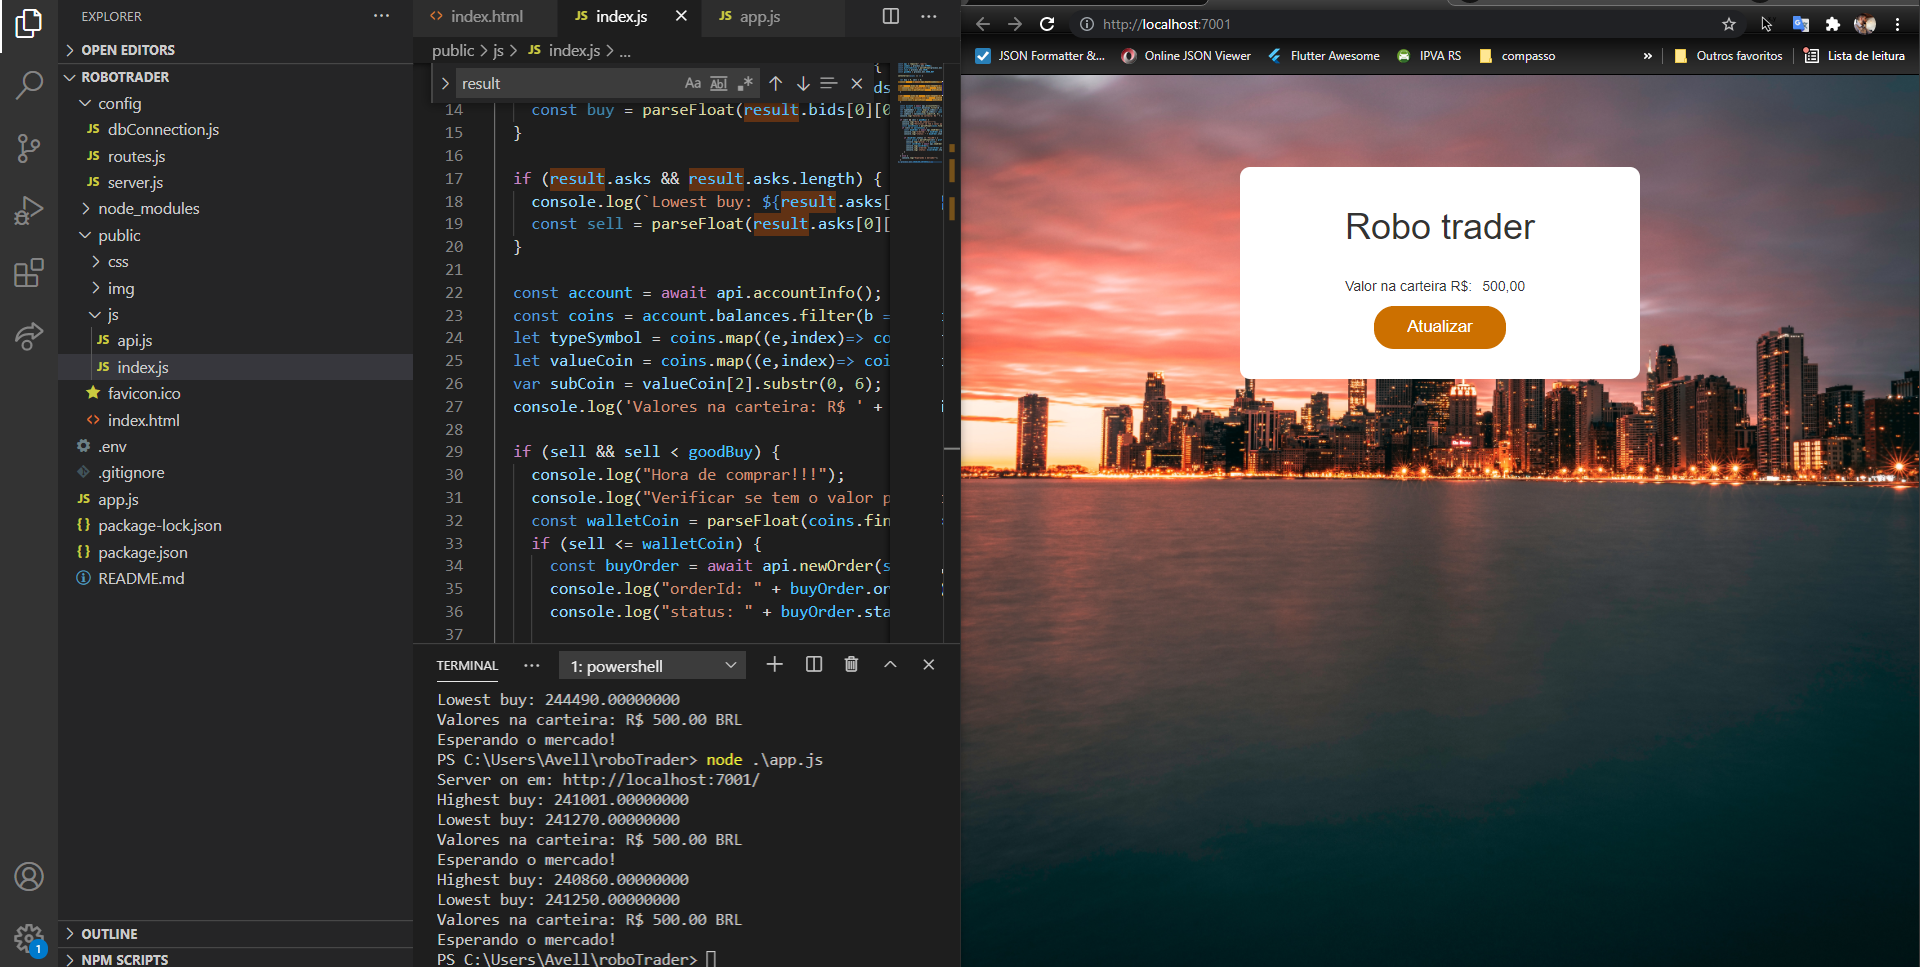 EXPLORER
OPEN EDITORS
ROBOTRADER
config
JS dbConnection.js
JS routes.js
JS server.js
node_modules
public
css
img
js
JS api.js
JS index.js
favicon.ico
<> index.html
.env
.gitignore
JS app.js
{} package-lock.json
{} package.json
README.md
OUTLINE
NPM SCRIPTS
1
<> index.html
JS index.js
JS app.js
public > js > JS index.js > ...
result
Aa Abl .*
{
ds
14 const buy = parseFloat(result.bids[0][0
15 }
16
17 if (result.asks && result.asks.length) {
18 console.log(`Lowest buy: ${result.asks[
19 const sell = parseFloat(result.asks[0][
20 }
21
22 const account = await api.accountInfo();
23 const coins = account.balances.filter(b =
24 let typeSymbol = coins.map((e,index)=> co
25 let valueCoin = coins.map((e,index)=> coi
26 var subCoin = valueCoin[2].substr(0, 6);
27 console.log('Valores na carteira: R$ ' +
28
29 if (sell && sell < goodBuy) {
30 console.log("Hora de comprar!!!");
31 console.log("Verificar se tem o valor p
32 const walletCoin = parseFloat(coins.fin
33 if (sell <= walletCoin) {
34 const buyOrder = await api.newOrder(s
35 console.log("orderId: " + buyOrder.or
36 console.log("status: " + buyOrder.sta
37
TERMINAL
1: powershell
Lowest buy: 244490.00000000
Valores na carteira: R$ 500.00 BRL
Esperando o mercado!
PS C:\Users\Avell\roboTrader> node .\app.js
Server on em: http://localhost:7001/
Highest buy: 241001.00000000
Lowest buy: 241270.00000000
Valores na carteira: R$ 500.00 BRL
Esperando o mercado!
Highest buy: 240860.00000000
Lowest buy: 241250.00000000
Valores na carteira: R$ 500.00 BRL
Esperando o mercado!
PS C:\Users\Avell\roboTrader>
http://localhost:7001
JSON Formatter &...
Online JSON Viewer
Flutter Awesome
IPVA RS
compasso
»
Outros favoritos
Lista de leitura
Robo trader
Valor na carteira R$: 500,00
Atualizar